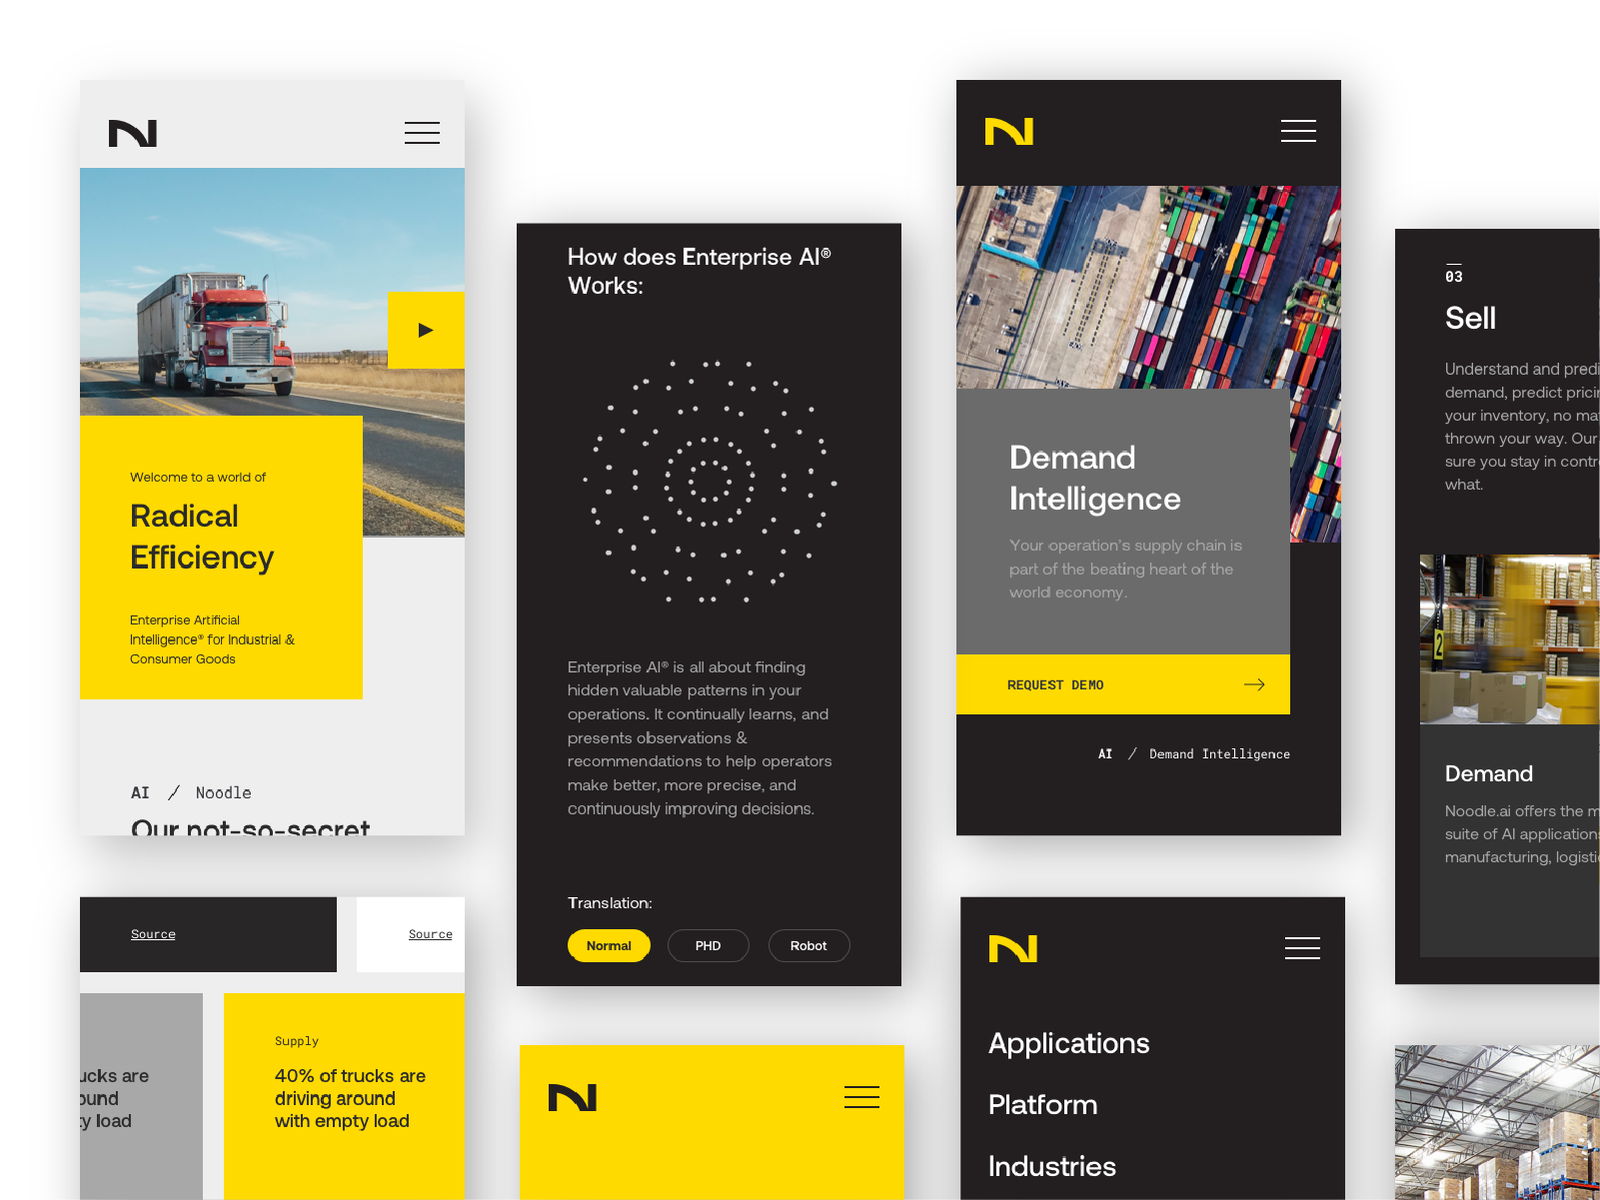 Welcome to a world of
Radical
Efficiency
Enterprise Artificial
Intelligence® for Industrial &
Consumer Goods
AI / Noodle
Our not-so-secret
Source
Source
ucks are
ound
ty load
Supply
40% of trucks are
driving around
with empty load
How does Enterprise AI®
Works:
Enterprise AI® is all about finding
hidden valuable patterns in your
operations. It continually learns, and
presents observations &
recommendations to help operators
make better, more precise, and
continuously improving decisions.
Translation:
Normal
PHD
Robot
Demand
Intelligence
Your operation's supply chain is
part of the beating heart of the
world economy.
REQUEST DEMO
AI / Demand Intelligence
Applications
Platform
Industries
03
Sell
Understand and predi
demand, predict prici
your inventory, no ma
thrown your way. Our
sure you stay in contr
what.
2
Demand
Noodle.ai offers the m
suite of AI application
manufacturing, logisti